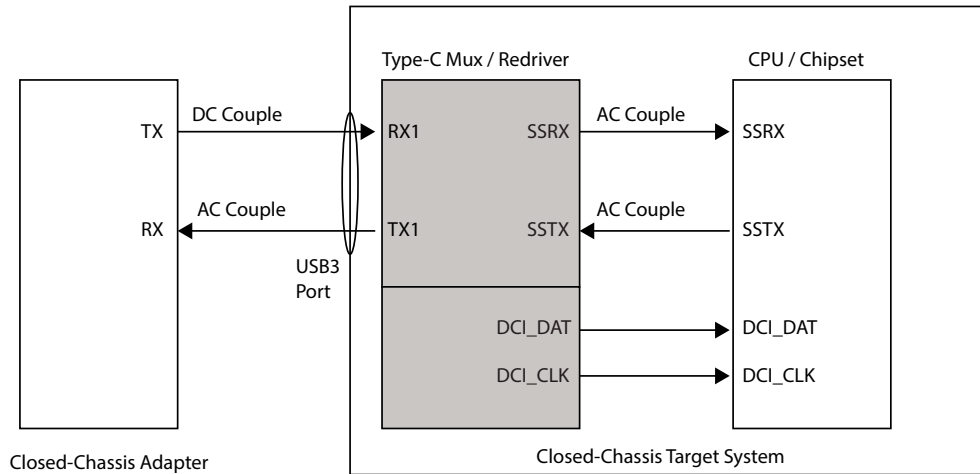 Type-C Mux / Redriver
CPU / Chipset
DC Couple
AC Couple
TX
RX1
SSRX
SSRX
AC Couple
AC Couple
RX
TX1
SSTX
SSTX
USB3
Port
DCI_DAT
DCI_DAT
DCI_CLK
DCI_CLK
Closed-Chassis Adapter
Closed-Chassis Target System